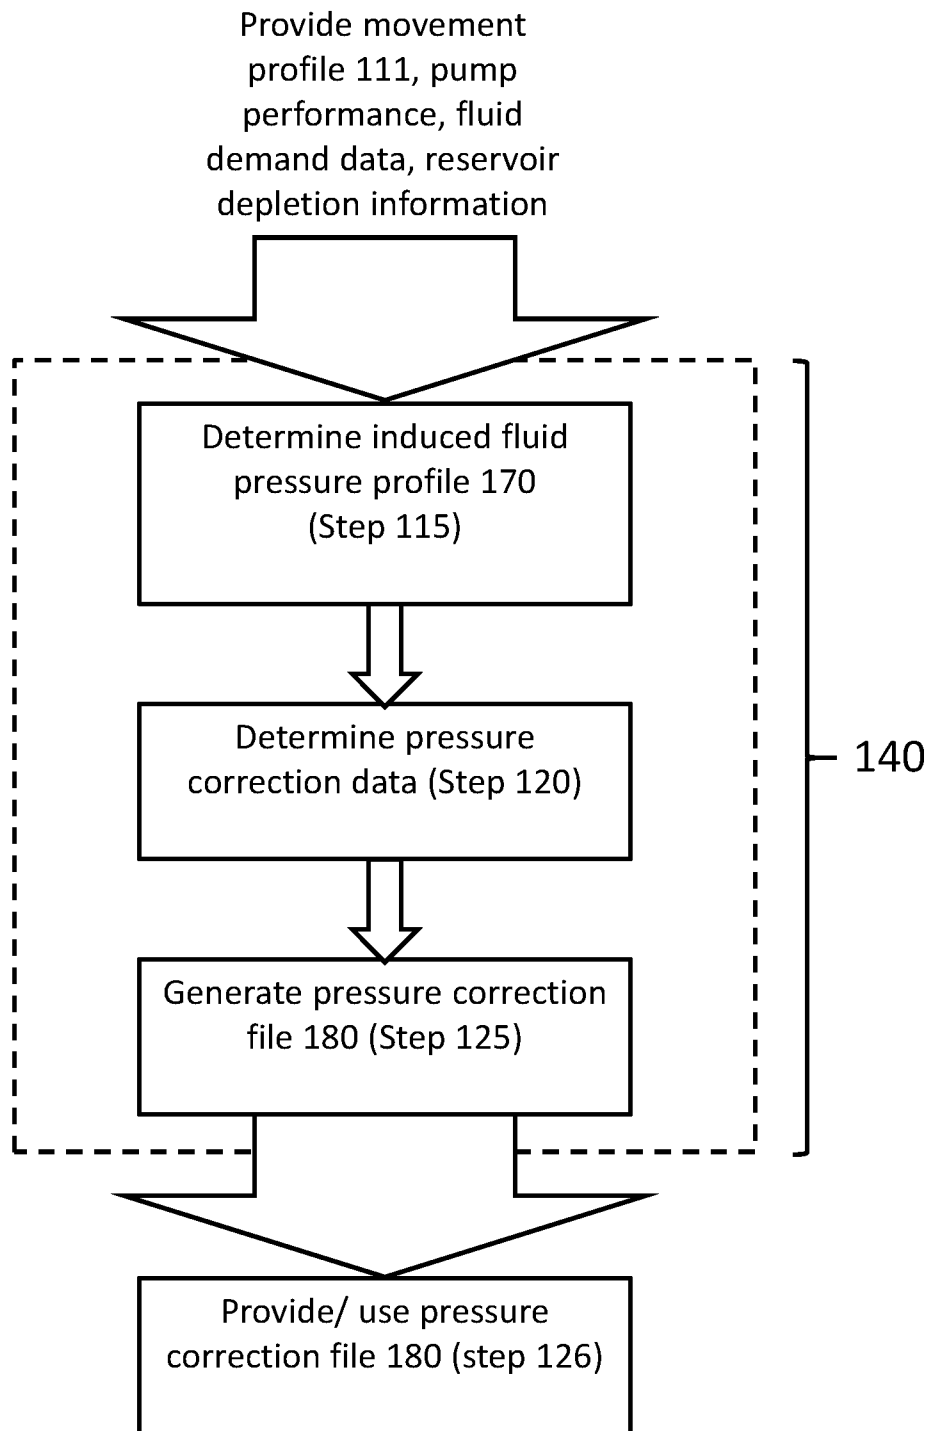 Provide movement
profile 111, pump
performance, fluid
demand data, reservoir
depletion information
Determine induced fluid
pressure profile 170
(Step 115)
Determine pressure
correction data (Step 120)
140
Generate pressure correction
file 180 (Step 125)
Provide/ use pressure
correction file 180 (step 126)